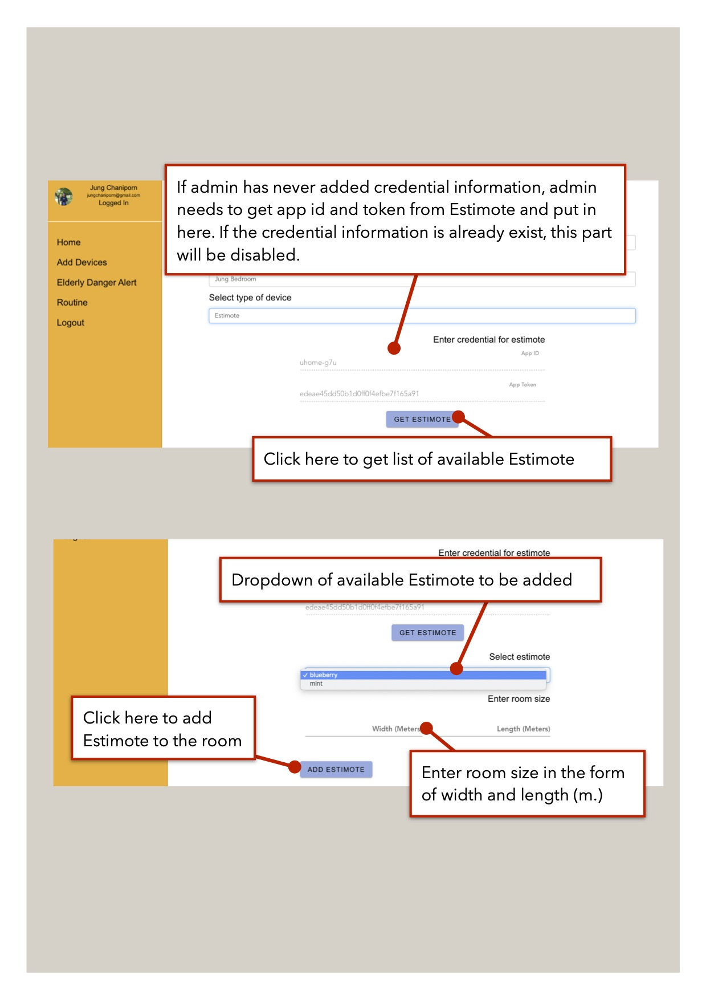 Jung Chaniporn
jungchaniporn@gmail.com
Logged In
Home
Add Devices
Elderly Danger Alert
Routine
Logout
If admin has never added credential information, admin
needs to get app id and token from Estimote and put in
here. If the credential information is already exist, this part
will be disabled.
Jung Bedroom
Select type of device
Estimote
Enter credential for estimote
App ID
uhome-g7u
App Token
edeae45dd50b1d0ff0f4efbe7f165a91
GET ESTIMOTE
Click here to get list of available Estimote
Enter credential for estimote
Dropdown of available Estimote to be added
edeae45dd50b1d0ff0f4efbe7f165a91
GET ESTIMOTE
Select estimote
✓ blueberry
mint
Enter room size
Click here to add
Estimote to the room
Width (Meters
Length (Meters)
ADD ESTIMOTE
Enter room size in the form
of width and length (m.)